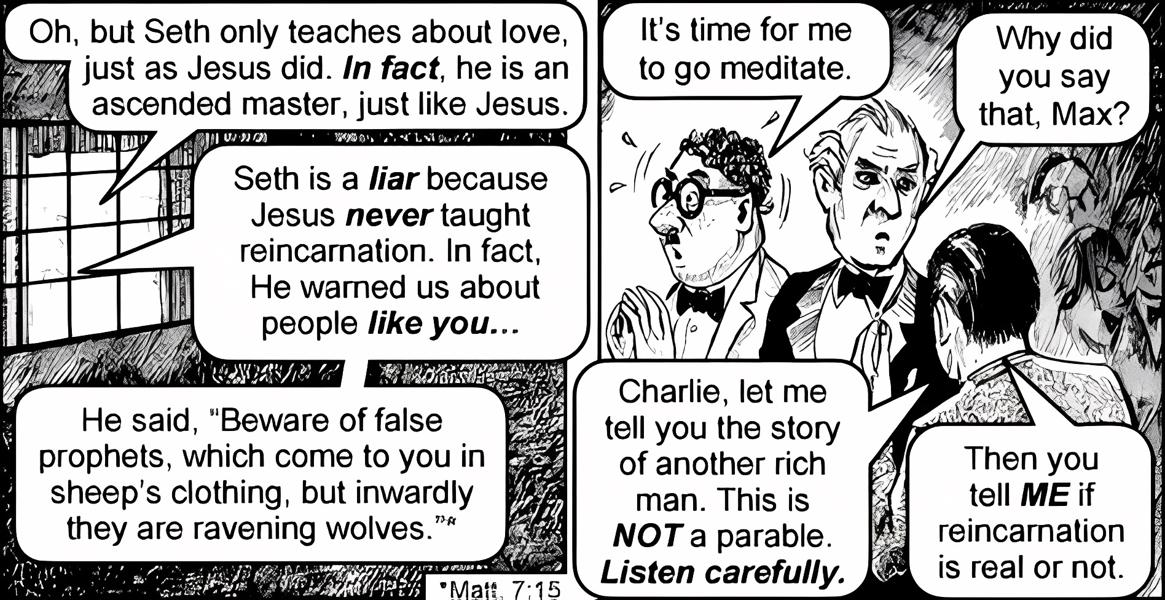 Oh, but Seth only teaches about love,
just as Jesus did. In fact, he is an
ascended master, just like Jesus.
Seth is a liar because
Jesus never taught
reincarnation. In fact,
He warned us about
people like you...
He said, "Beware of false
prophets, which come to you in
sheep's clothing, but inwardly
they are ravening wolves."*
*Matt. 7:15
It's time for me
to go meditate.
Why did
you say
that, Max?
Charlie, let me
tell you the story
of another rich
man. This is
NOT a parable.
Listen carefully.
Then you
tell ME if
reincarnation
is real or not.